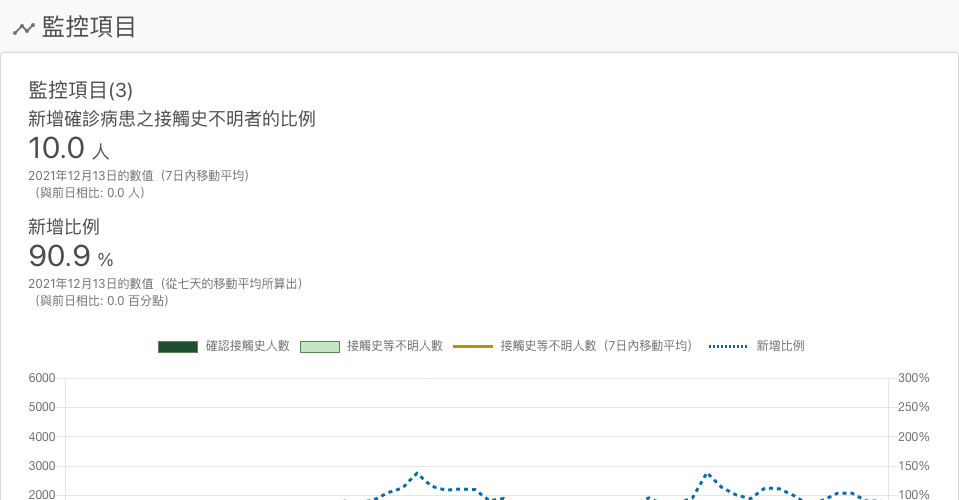 監控項目
監控項目(3)
新增確診病患之接觸史不明者的比例
10.0 人
2021年12月13日的數值（7日內移動平均）
（與前日相比: 0.0 人）
新增比例
90.9 %
2021年12月13日的數值（從七天的移動平均所算出）
（與前日相比: 0.0 百分點）
確認接觸史人數 接觸史等不明人數 接觸史等不明人數（7日內移動平均） 新增比例
6000 300%
5000 250%
4000 200%
3000 150%
2000 100%